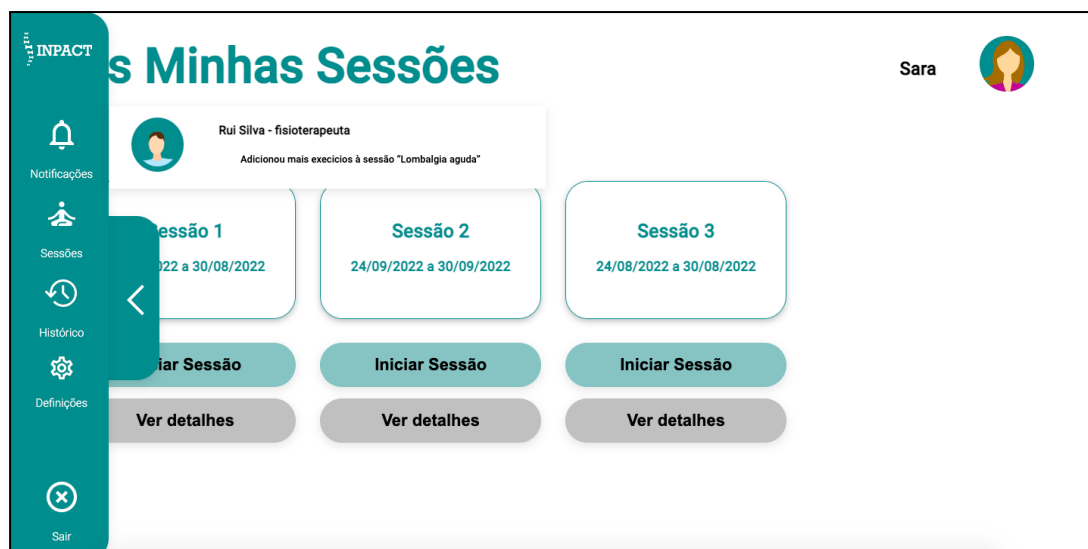 INPACT
s Minhas Sessões
Sara
Notificações
Sessões
Histórico
Definições
Sair
Rui Silva - fisioterapeuta
Adicionou mais execicios à sessão "Lombalgia aguda"
essão 1
022 a 30/08/2022
iar Sessão
Ver detalhes
Sessão 2
24/09/2022 a 30/09/2022
Iniciar Sessão
Ver detalhes
Sessão 3
24/08/2022 a 30/08/2022
Iniciar Sessão
Ver detalhes